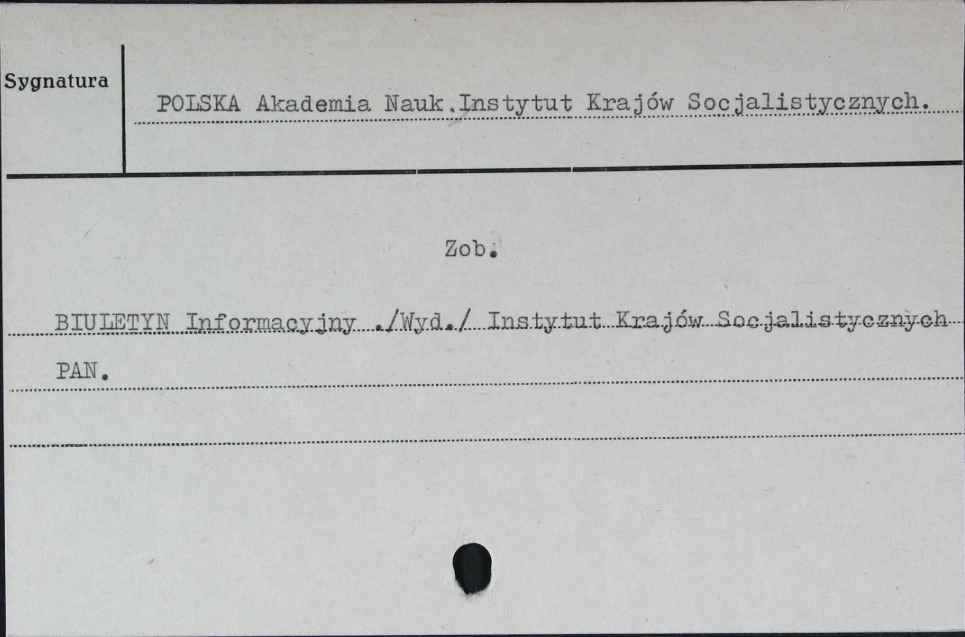 Sygnatura
POLSKA Akademia Nauk.Instytut Krajów Socjalistycznych.
Zob.
BIULETYN Informacyjny ./Wyd./ Instytut Krajów Socjalistycznych
PAN.